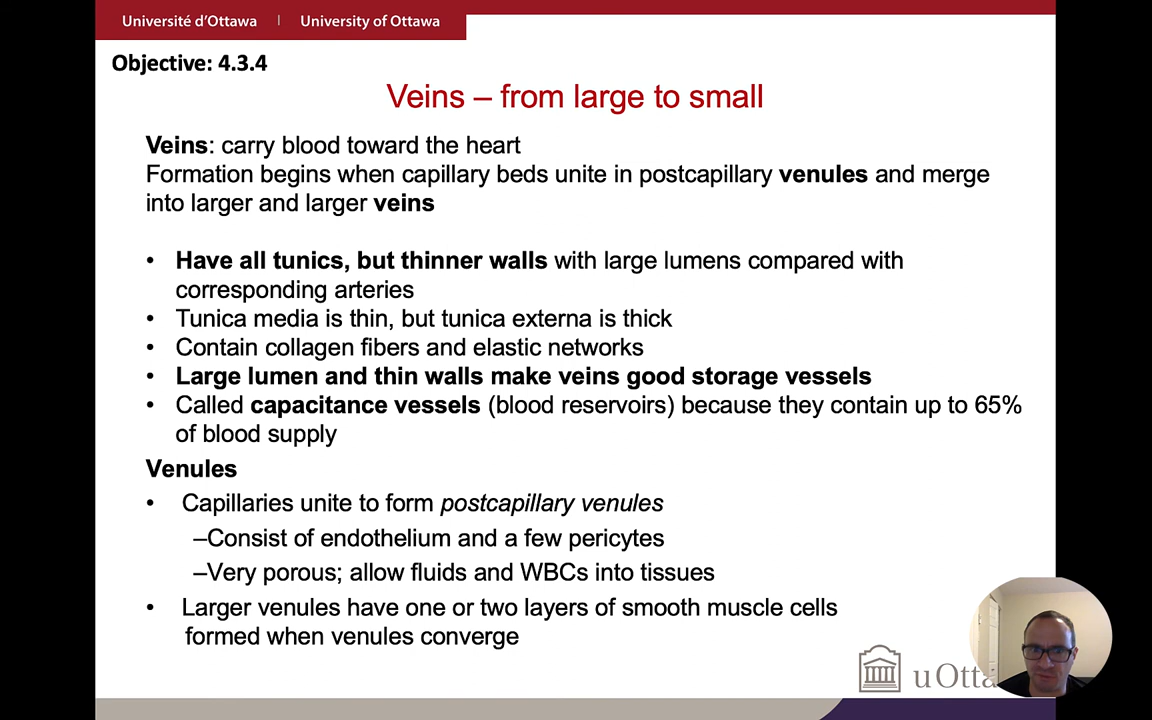 Université d'Ottawa | University of Ottawa
Objective: 4.3.4
Veins – from large to small
Veins: carry blood toward the heart
Formation begins when capillary beds unite in postcapillary venules and merge
into larger and larger veins
• Have all tunics, but thinner walls with large lumens compared with
corresponding arteries
• Tunica media is thin, but tunica externa is thick
• Contain collagen fibers and elastic networks
• Large lumen and thin walls make veins good storage vessels
• Called capacitance vessels (blood reservoirs) because they contain up to 65%
of blood supply
Venules
• Capillaries unite to form postcapillary venules
–Consist of endothelium and a few pericytes
–Very porous; allow fluids and WBCs into tissues
• Larger venules have one or two layers of smooth muscle cells
formed when venules converge